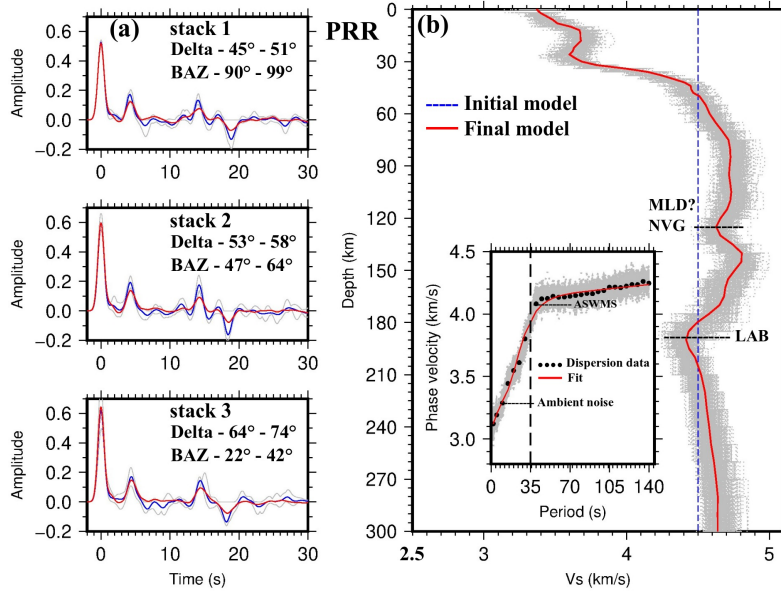 (a)
PRR
(b)
stack 1
Delta - 45° - 51°
BAZ - 90° - 99°
Amplitude
0.6
0.4
0.2
0.0
−0.2
0 10 20 30
stack 2
Delta - 53° - 58°
BAZ - 47° - 64°
Amplitude
0.6
0.4
0.2
0.0
−0.2
0 10 20 30
stack 3
Delta - 64° - 74°
BAZ - 22° - 42°
Amplitude
0.6
0.4
0.2
0.0
−0.2
0 10 20 30
Time (s)
0
30
60
90
120
150
180
210
240
270
300
Depth (km)
Initial model
Final model
MLD?
NVG
LAB
4.5
4.2
3.9
3.6
3.3
3.0
Phase velocity (km/s)
ASWMS
Dispersion data
Fit
Ambient noise
0 35 70 105 140
Period (s)
2.5 3 4 5
Vs (km/s)